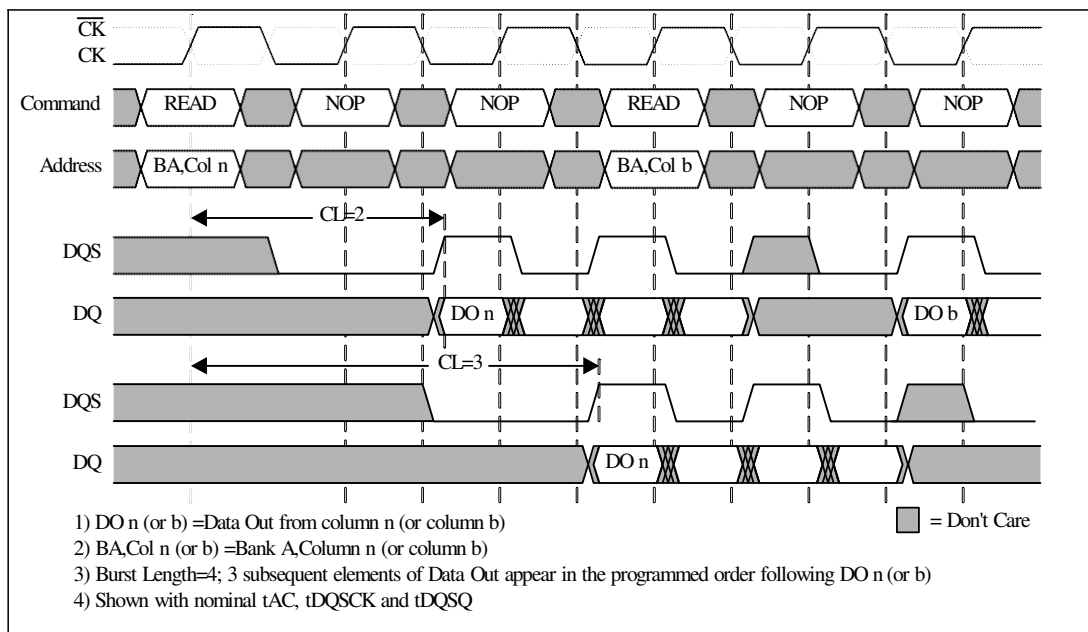 CK
CK
Command READ NOP NOP READ NOP NOP
Address BA,Col n BA,Col b
CL=2
DQS
DQ DO n DO b
CL=3
DQS
DQ DO n
1) DO n (or b) =Data Out from column n (or column b)
= Don't Care
2) BA,Col n (or b) =Bank A,Column n (or column b)
3) Burst Length=4; 3 subsequent elements of Data Out appear in the programmed order following DO n (or b)
4) Shown with nominal tAC, tDQSCK and tDQSQ